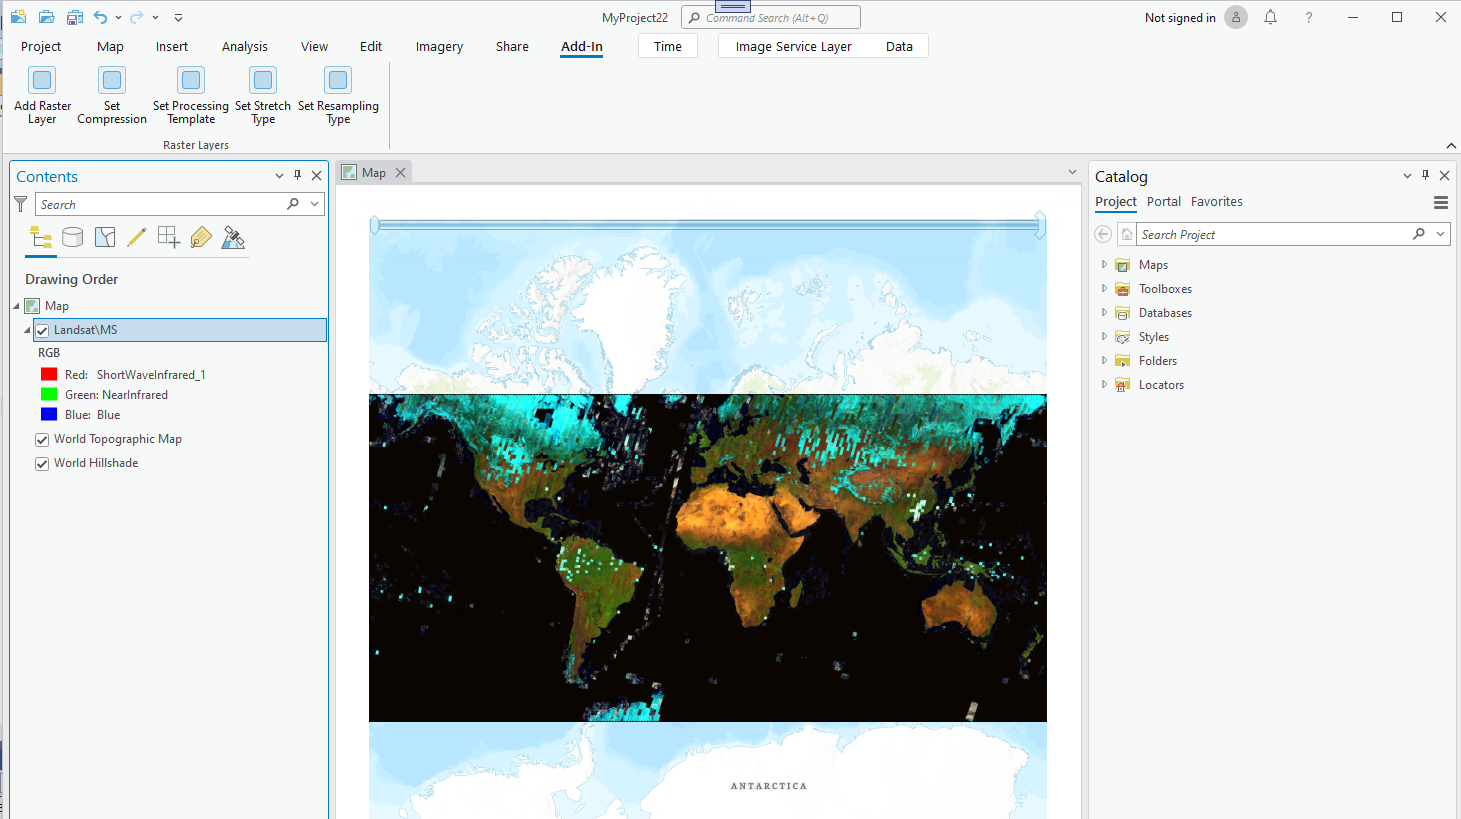 MyProject22
Command Search (Alt+Q)
Not signed in
?
Project
Map
Insert
Analysis
View
Edit
Imagery
Share
Add-In
Time
Image Service Layer
Data
Add Raster
Layer
Set
Compression
Set Processing
Template
Set Stretch
Type
Set Resampling
Type
Raster Layers
Contents
Search
Drawing Order
Map
Landsat\MS
RGB
Red: ShortWaveInfrared_1
Green: NearInfrared
Blue: Blue
World Topographic Map
World Hillshade
Map
ANTARCTICA
Catalog
Project
Portal
Favorites
Search Project
Maps
Toolboxes
Databases
Styles
Folders
Locators